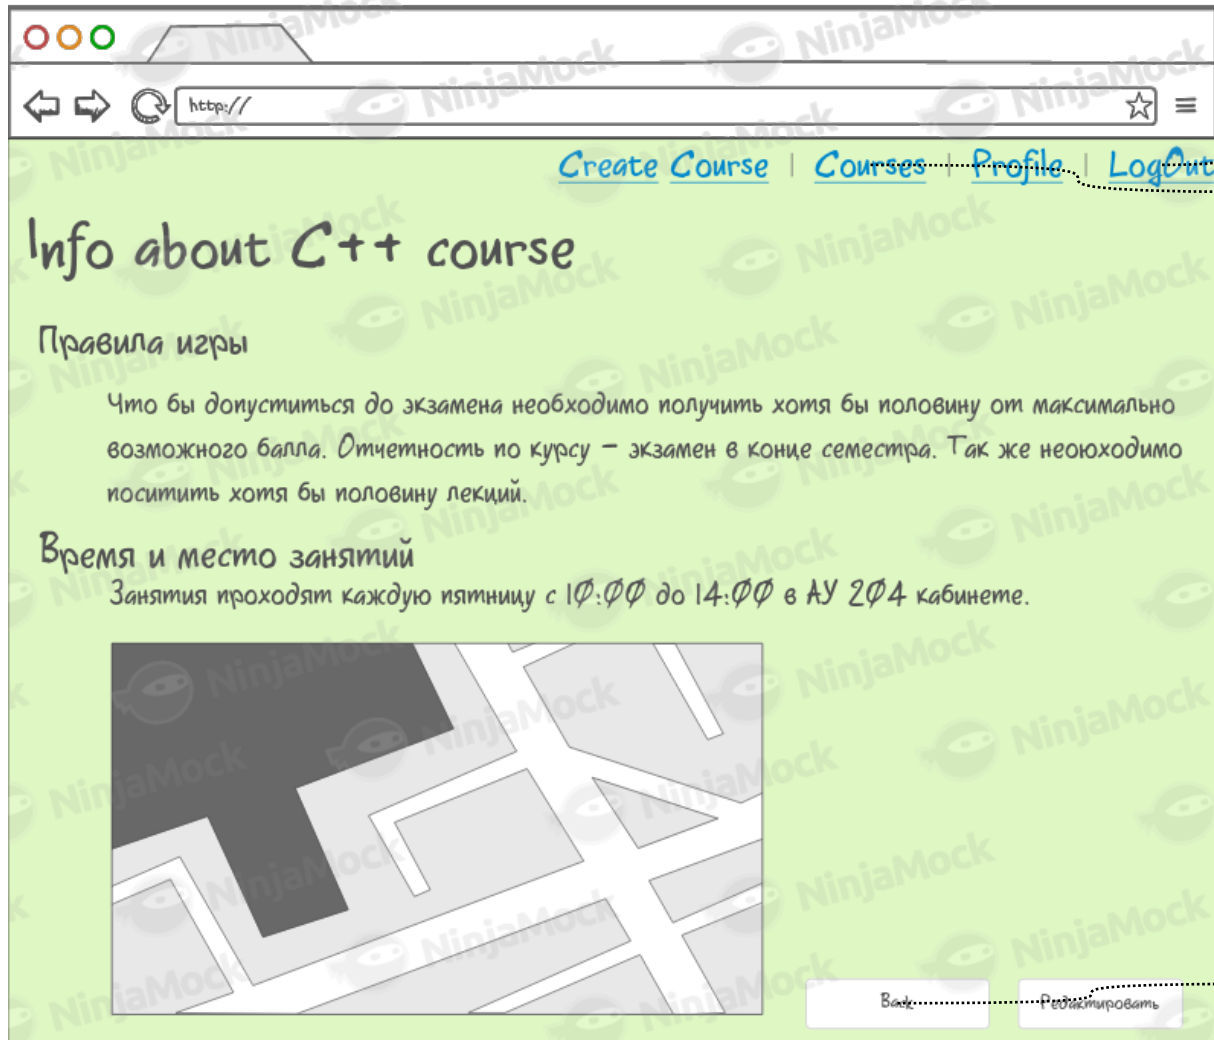 http://
Create Course | Courses | Profile | LogOut
Info about C++ course
Правила игры
Что бы допуститься до экзамена необходимо получить хотя бы половину от максимально
возможного балла. Отчетность по курсу – экзамен в конце семестра. Так же неоюходимо
поситить хотя бы половину лекций.
Время и место занятий
Занятия проходят каждую пятницу с 10:00 до 14:00 в АУ 204 кабинете.
Back
Редактировать
NinjaMock